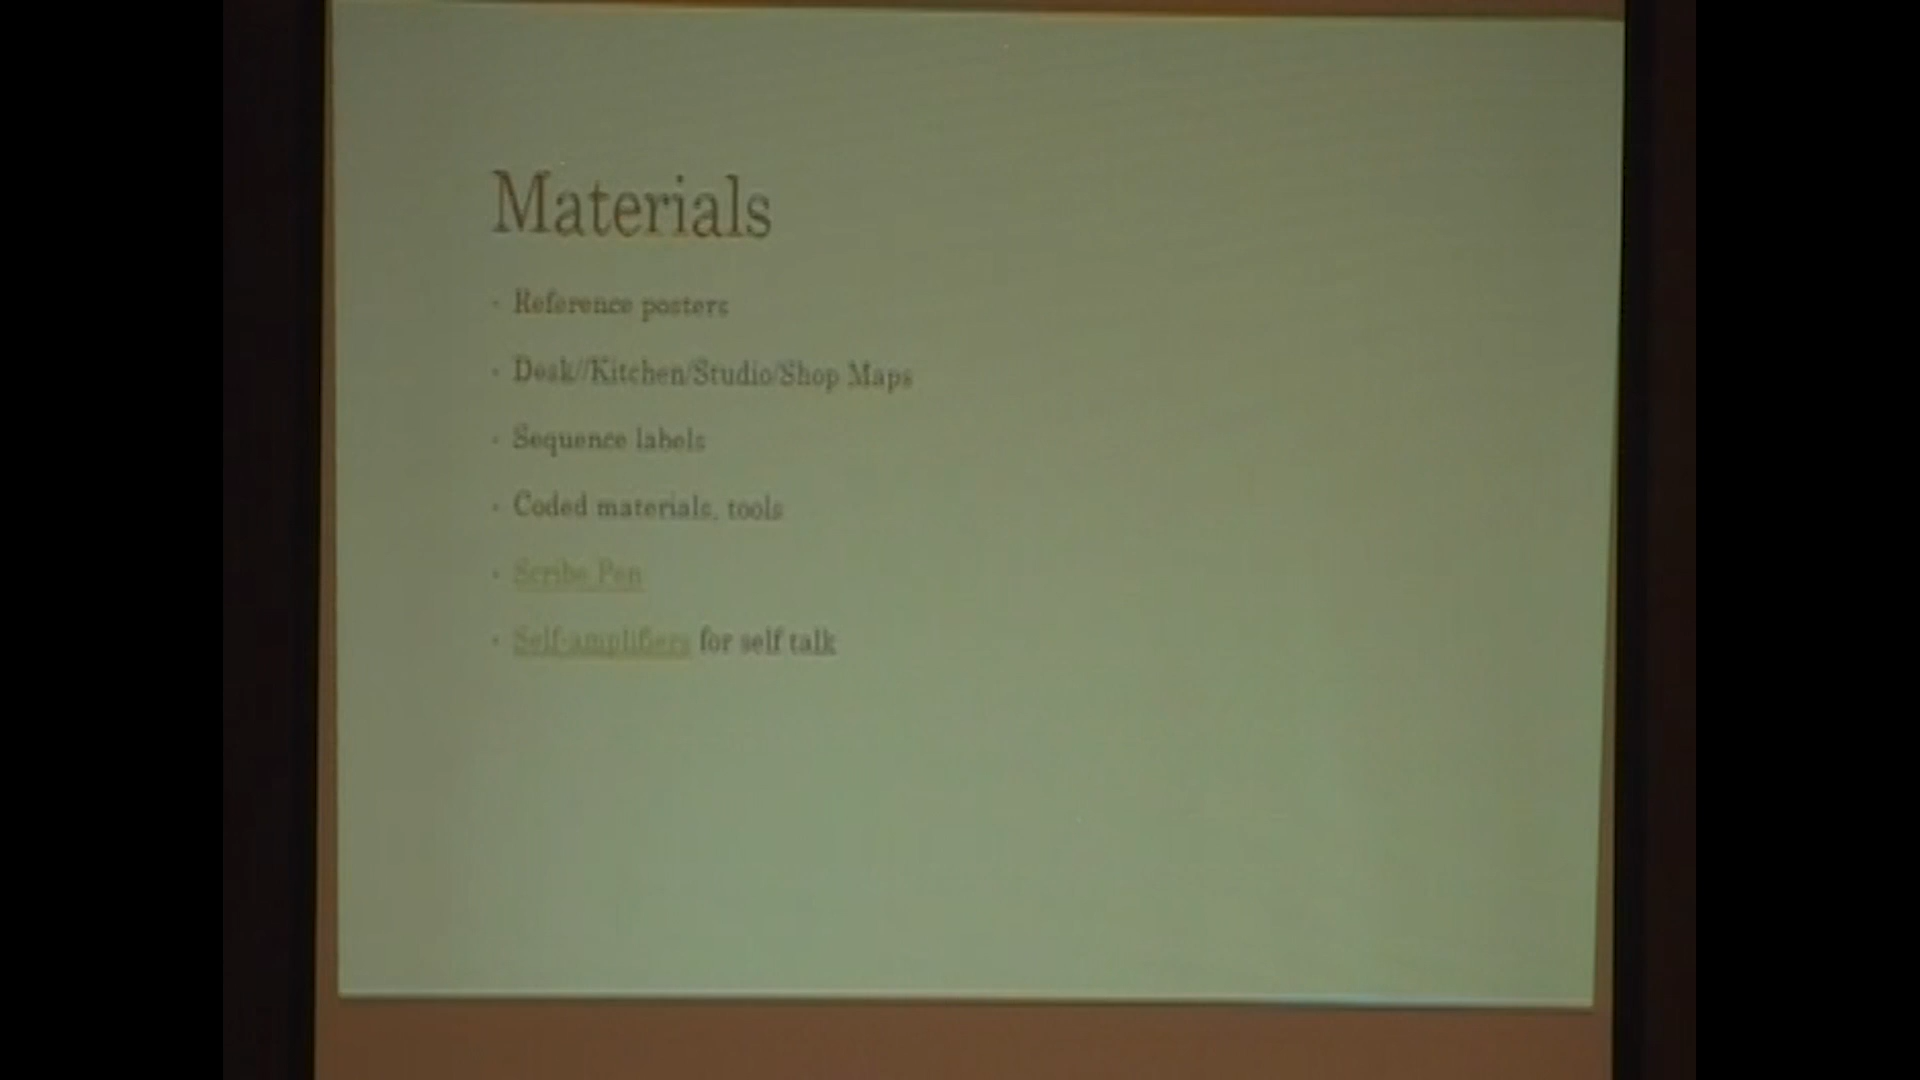 Materials
· Reference posters
· Desk//Kitchen/Studio/Shop Maps
· Sequence labels
· Coded materials, tools
· Scribe Pen
· Self-amplifiers for self talk